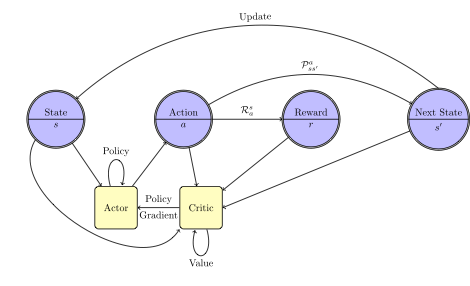 Update
$\mathcal{P}^{a}_{ss'}$
State
s
Action
a
$\mathcal{R}^{s}_{a}$
Reward
r
Next State
s′
Policy
Actor
Policy
Gradient
Critic
Value